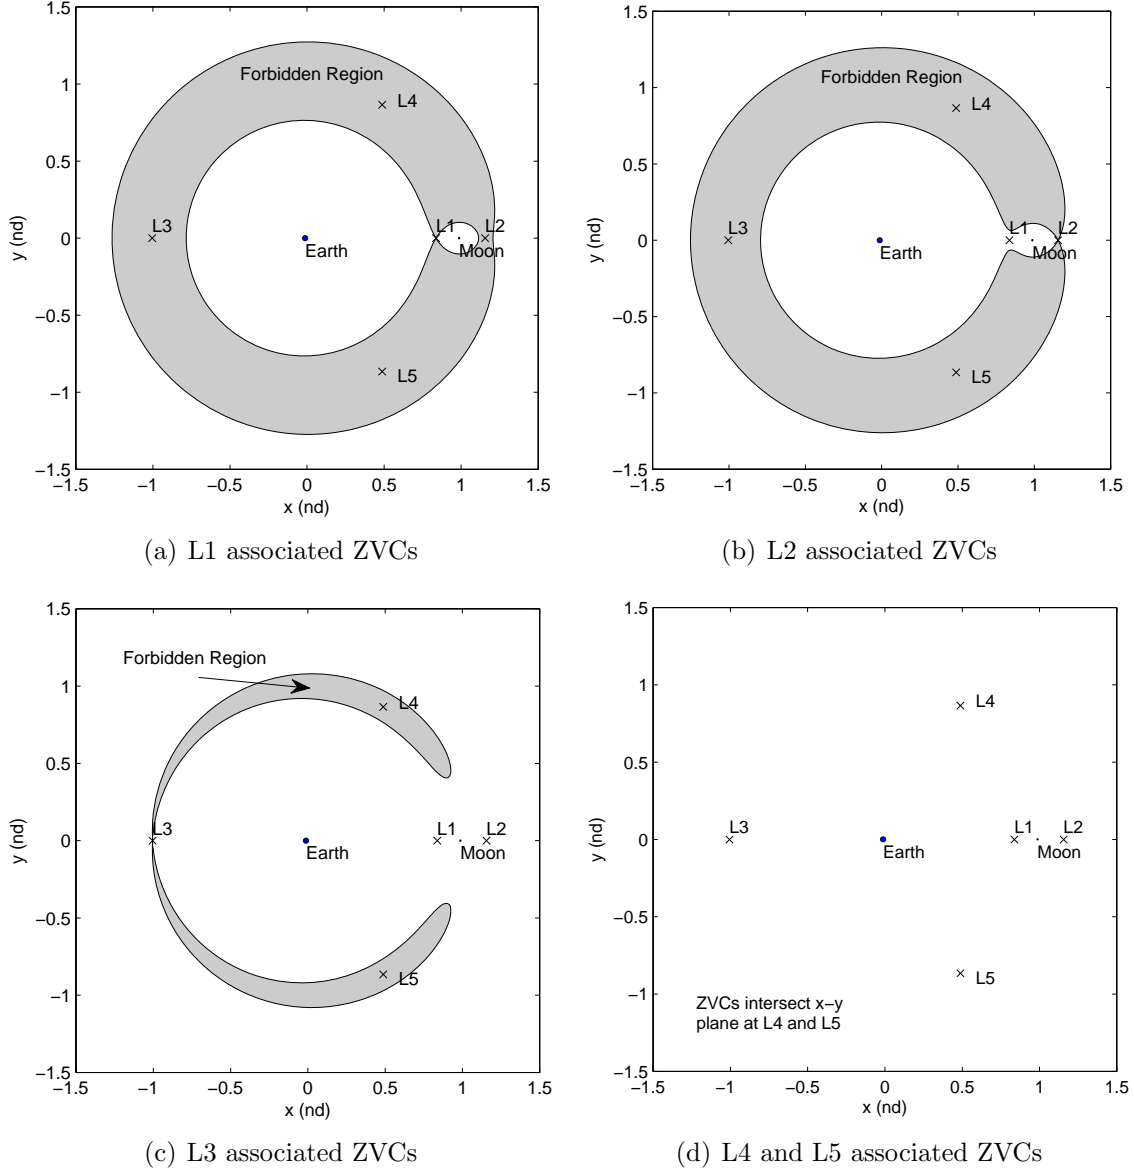 1.5
1
0.5
0
−0.5
−1
−1.5
−1.5 −1 −0.5 0 0.5 1 1.5
x (nd)
y (nd)
Forbidden Region
L4
L3
L1
L2
Earth
Moon
L5
(a) L1 associated ZVCs
1.5
1
0.5
0
−0.5
−1
−1.5
−1.5 −1 −0.5 0 0.5 1 1.5
x (nd)
y (nd)
Forbidden Region
L4
L3
L1
L2
Earth
Moon
L5
(b) L2 associated ZVCs
1.5
1
0.5
0
−0.5
−1
−1.5
−1.5 −1 −0.5 0 0.5 1 1.5
x (nd)
y (nd)
Forbidden Region
L4
L3
L1
L2
Earth
Moon
L5
(c) L3 associated ZVCs
1.5
1
0.5
0
−0.5
−1
−1.5
−1.5 −1 −0.5 0 0.5 1 1.5
x (nd)
y (nd)
L4
L3
L1
L2
Earth
Moon
L5
ZVCs intersect x−y
plane at L4 and L5
(d) L4 and L5 associated ZVCs